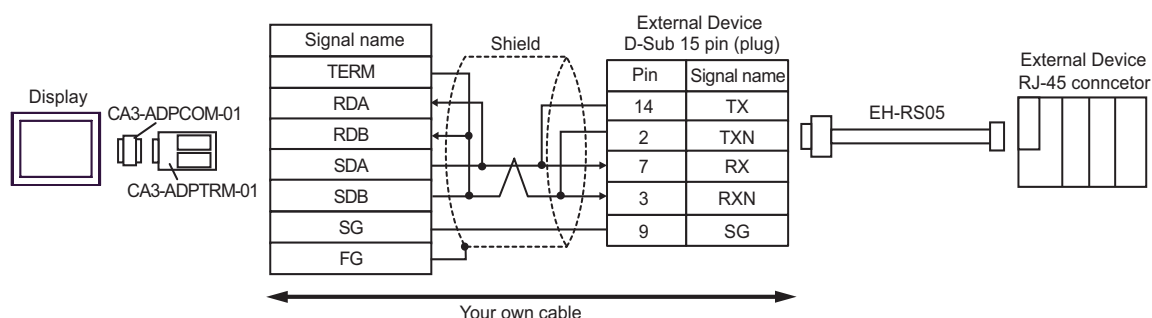 Display
CA3-ADPCOM-01
CA3-ADPTRM-01
Signal name
TERM
RDA
RDB
SDA
SDB
SG
FG
Shield
External Device
D-Sub 15 pin (plug)
Pin Signal name
14 TX
2 TXN
7 RX
3 RXN
9 SG
EH-RS05
External Device
RJ-45 conncetor
Your own cable